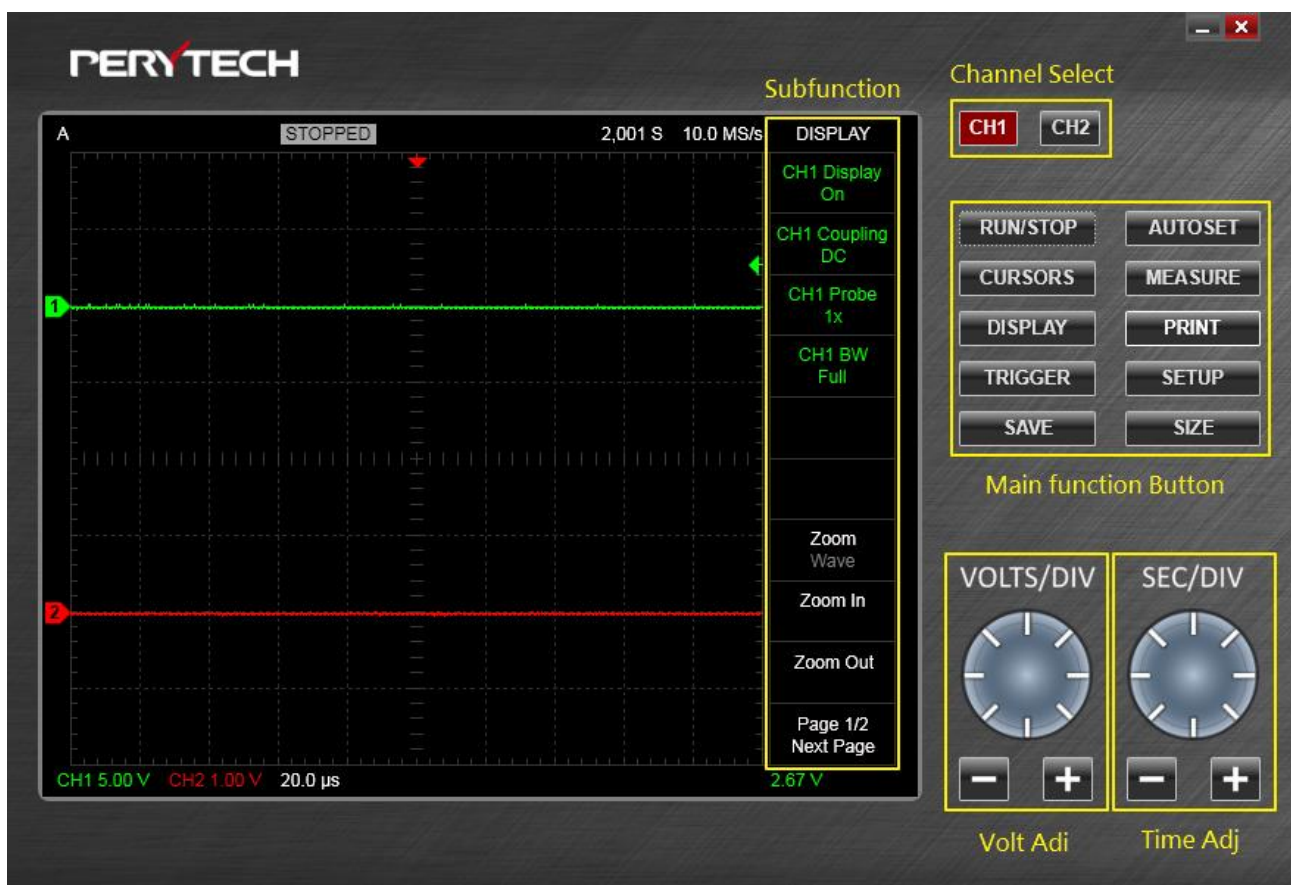 PERYTECH
Subfunction
Channel Select
A
STOPPED
2,001 S 10.0 MS/s
DISPLAY
CH1 CH2
CH1 Display
On
CH1 Coupling
DC
CH1 Probe
1x
CH1 BW
Full
Zoom
Wave
Zoom In
Zoom Out
Page 1/2
Next Page
1
2
CH1 5.00 V CH2 1.00 V 20.0 µs
2.67 V
RUN/STOP AUTOSET
CURSORS MEASURE
DISPLAY PRINT
TRIGGER SETUP
SAVE SIZE
Main function Button
VOLTS/DIV SEC/DIV
− + − +
Volt Adi Time Adj